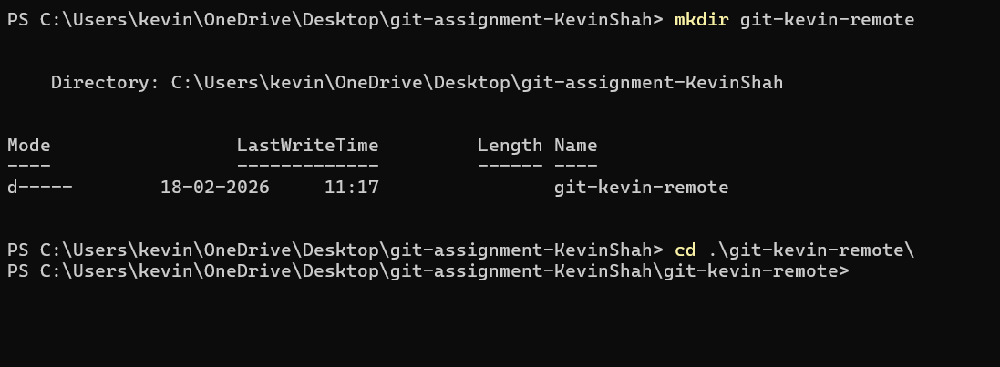 PS C:\Users\kevin\OneDrive\Desktop\git-assignment-KevinShah> mkdir git-kevin-remote
Directory: C:\Users\kevin\OneDrive\Desktop\git-assignment-KevinShah
Mode                 LastWriteTime         Length Name
----                 -------------         ------ ----
d-----        18-02-2026     11:17                git-kevin-remote
PS C:\Users\kevin\OneDrive\Desktop\git-assignment-KevinShah> cd .\git-kevin-remote\
PS C:\Users\kevin\OneDrive\Desktop\git-assignment-KevinShah\git-kevin-remote>